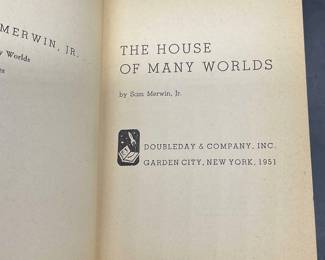 MERWIN, JR.
Worlds
THE HOUSE
OF MANY WORLDS
by Sam Merwin, Jr.
DOUBLEDAY & COMPANY, INC.
GARDEN CITY, NEW YORK, 1951